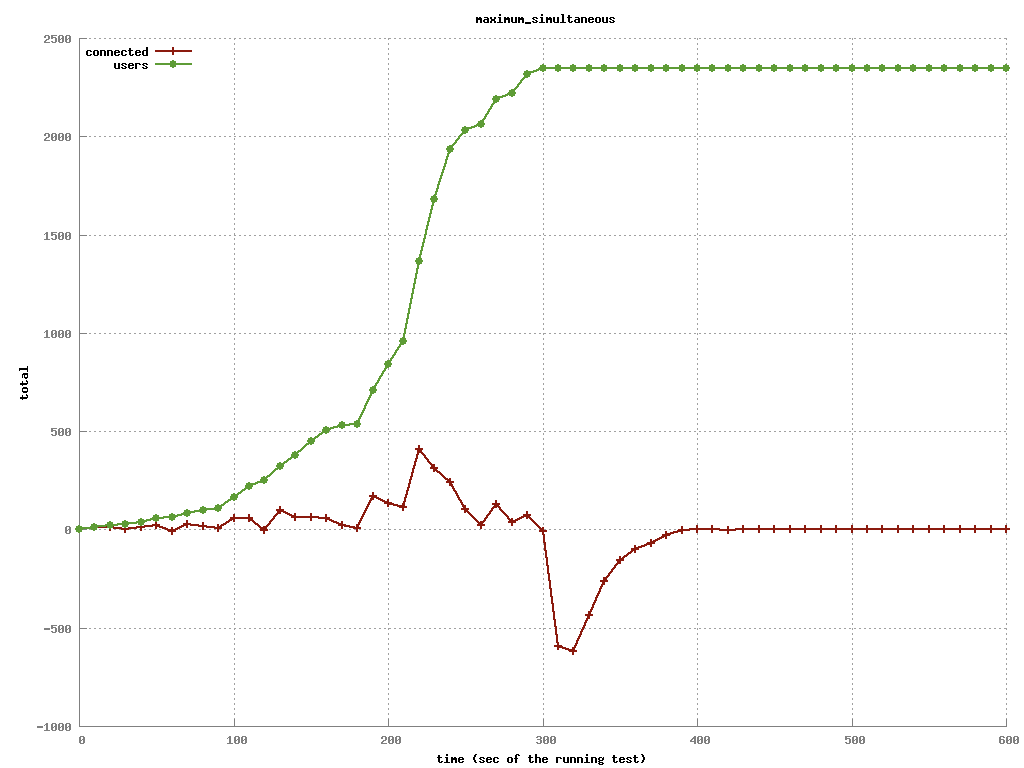 maximum_simultaneous
2500
connected
users
2000
1500
1000
total
500
0
-500
-1000
0 100 200 300 400 500 600
time (sec of the running test)